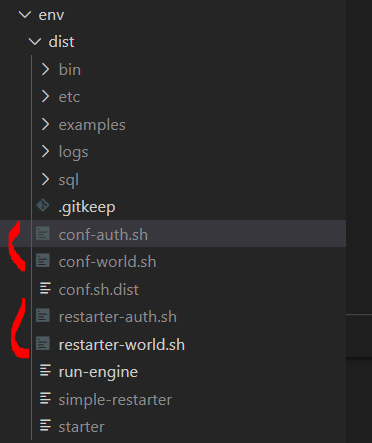 env
dist
bin
etc
examples
logs
sql
.gitkeep
conf-auth.sh
conf-world.sh
conf.sh.dist
restarter-auth.sh
restarter-world.sh
run-engine
simple-restarter
starter